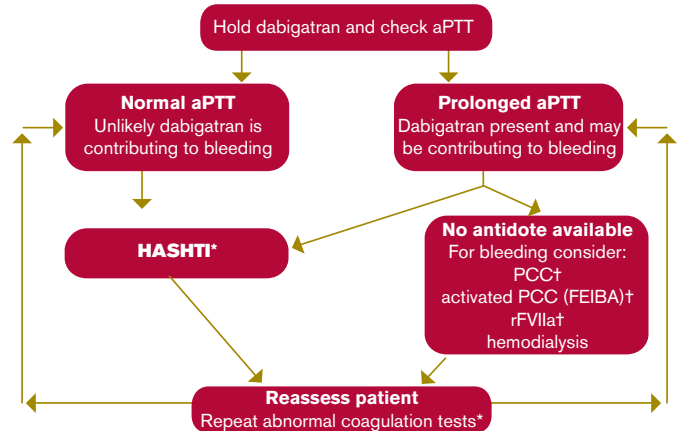 Hold dabigatran and check aPTT
Normal aPTT
Unlikely dabigatran is
contributing to bleeding
Prolonged aPTT
Dabigatran present and may
be contributing to bleeding
HASHTI*
No antidote available
For bleeding consider:
PCC†
activated PCC (FEIBA)†
rFVIIa†
hemodialysis
Reassess patient
Repeat abnormal coagulation tests*